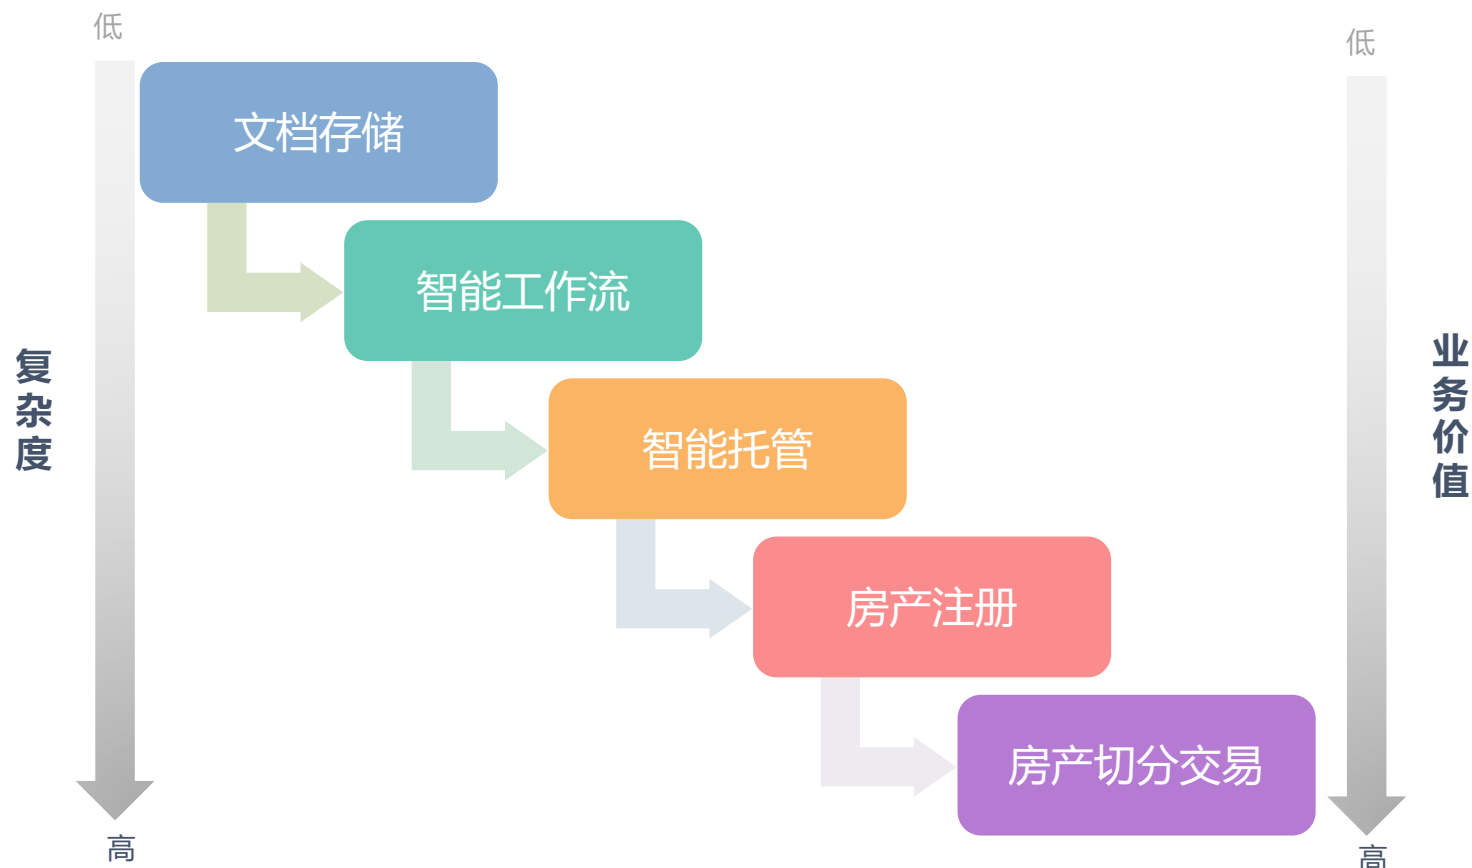 低
低
文档存储
智能工作流
复杂度
业务价值
智能托管
房产注册
房产切分交易
高
高